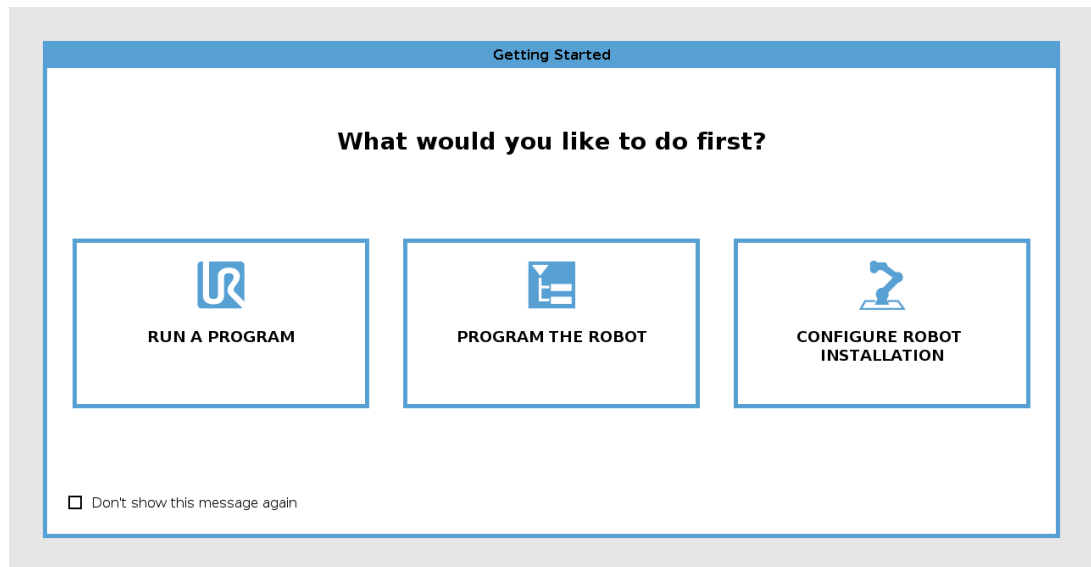 Getting Started
What would you like to do first?
UR
RUN A PROGRAM
PROGRAM THE ROBOT
CONFIGURE ROBOT
INSTALLATION
Don't show this message again